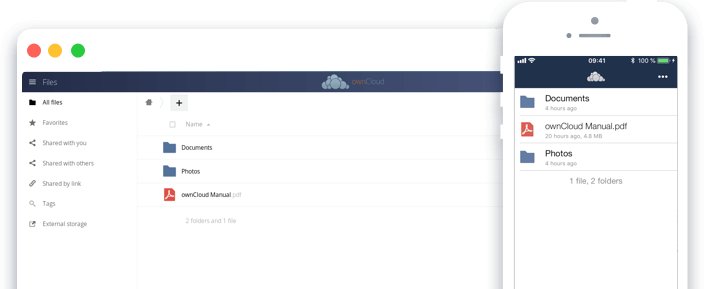 Files
ownCloud
All files
Favorites
Shared with you
Shared with others
Shared by link
Tags
External storage
Name
Documents
Photos
ownCloud Manual.pdf
2 folders and 1 file
09:41
100 %
Documents
4 hours ago
ownCloud Manual.pdf
20 hours ago, 4.8 MB
Photos
4 hours ago
1 file, 2 folders